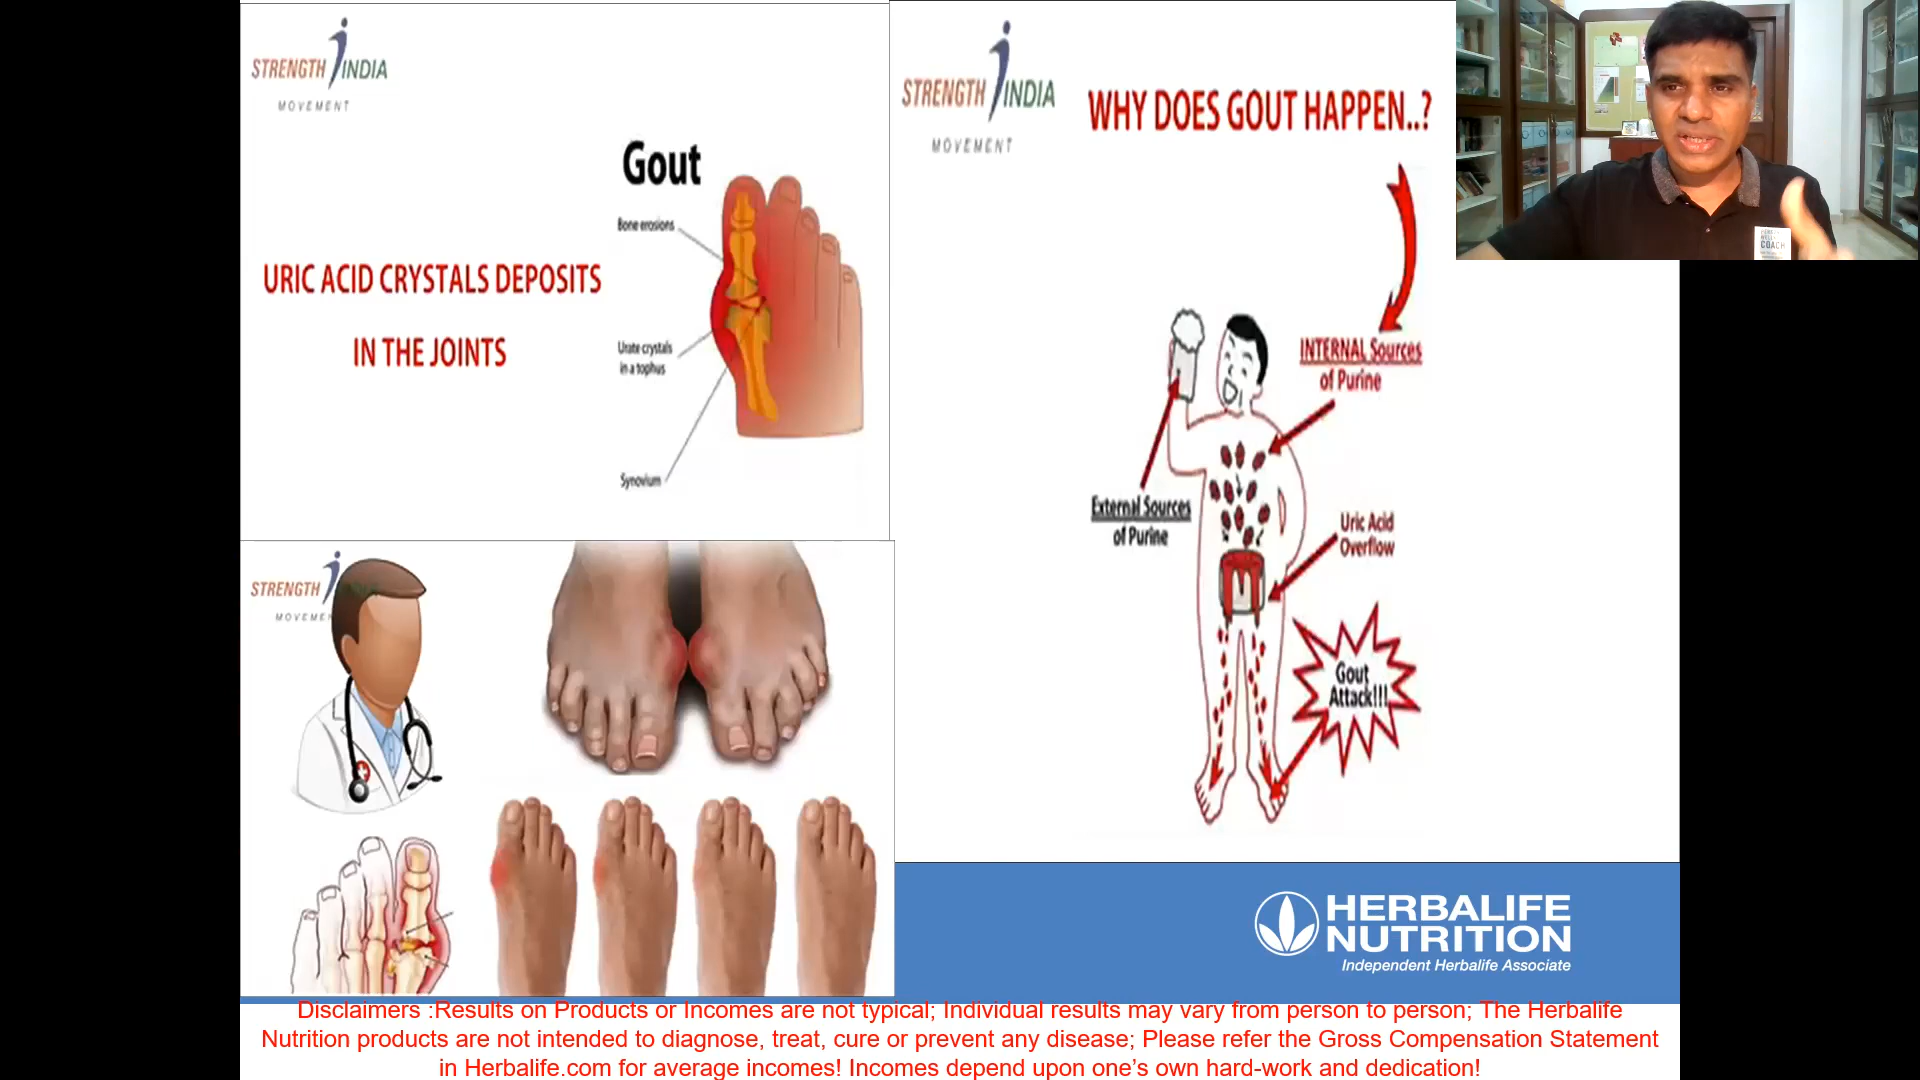 STRENGTH INDIA
MOVEMENT
Gout
Bone erosions
URIC ACID CRYSTALS DEPOSITS
IN THE JOINTS
Urate crystals
in a tophus
Synovium
STRENGTH INDIA
MOVEMENT
WHY DOES GOUT HAPPEN..?
INTERNAL Sources
of Purine
External Sources
of Purine
Uric Acid
Overflow
Gout
Attack!!!
COACH
STRENGTH
MOVEME
HERBALIFE
NUTRITION
Independent Herbalife Associate
Disclaimers :Results on Products or Incomes are not typical; Individual results may vary from person to person; The Herbalife
Nutrition products are not intended to diagnose, treat, cure or prevent any disease; Please refer the Gross Compensation Statement
in Herbalife.com for average incomes! Incomes depend upon one’s own hard-work and dedication!